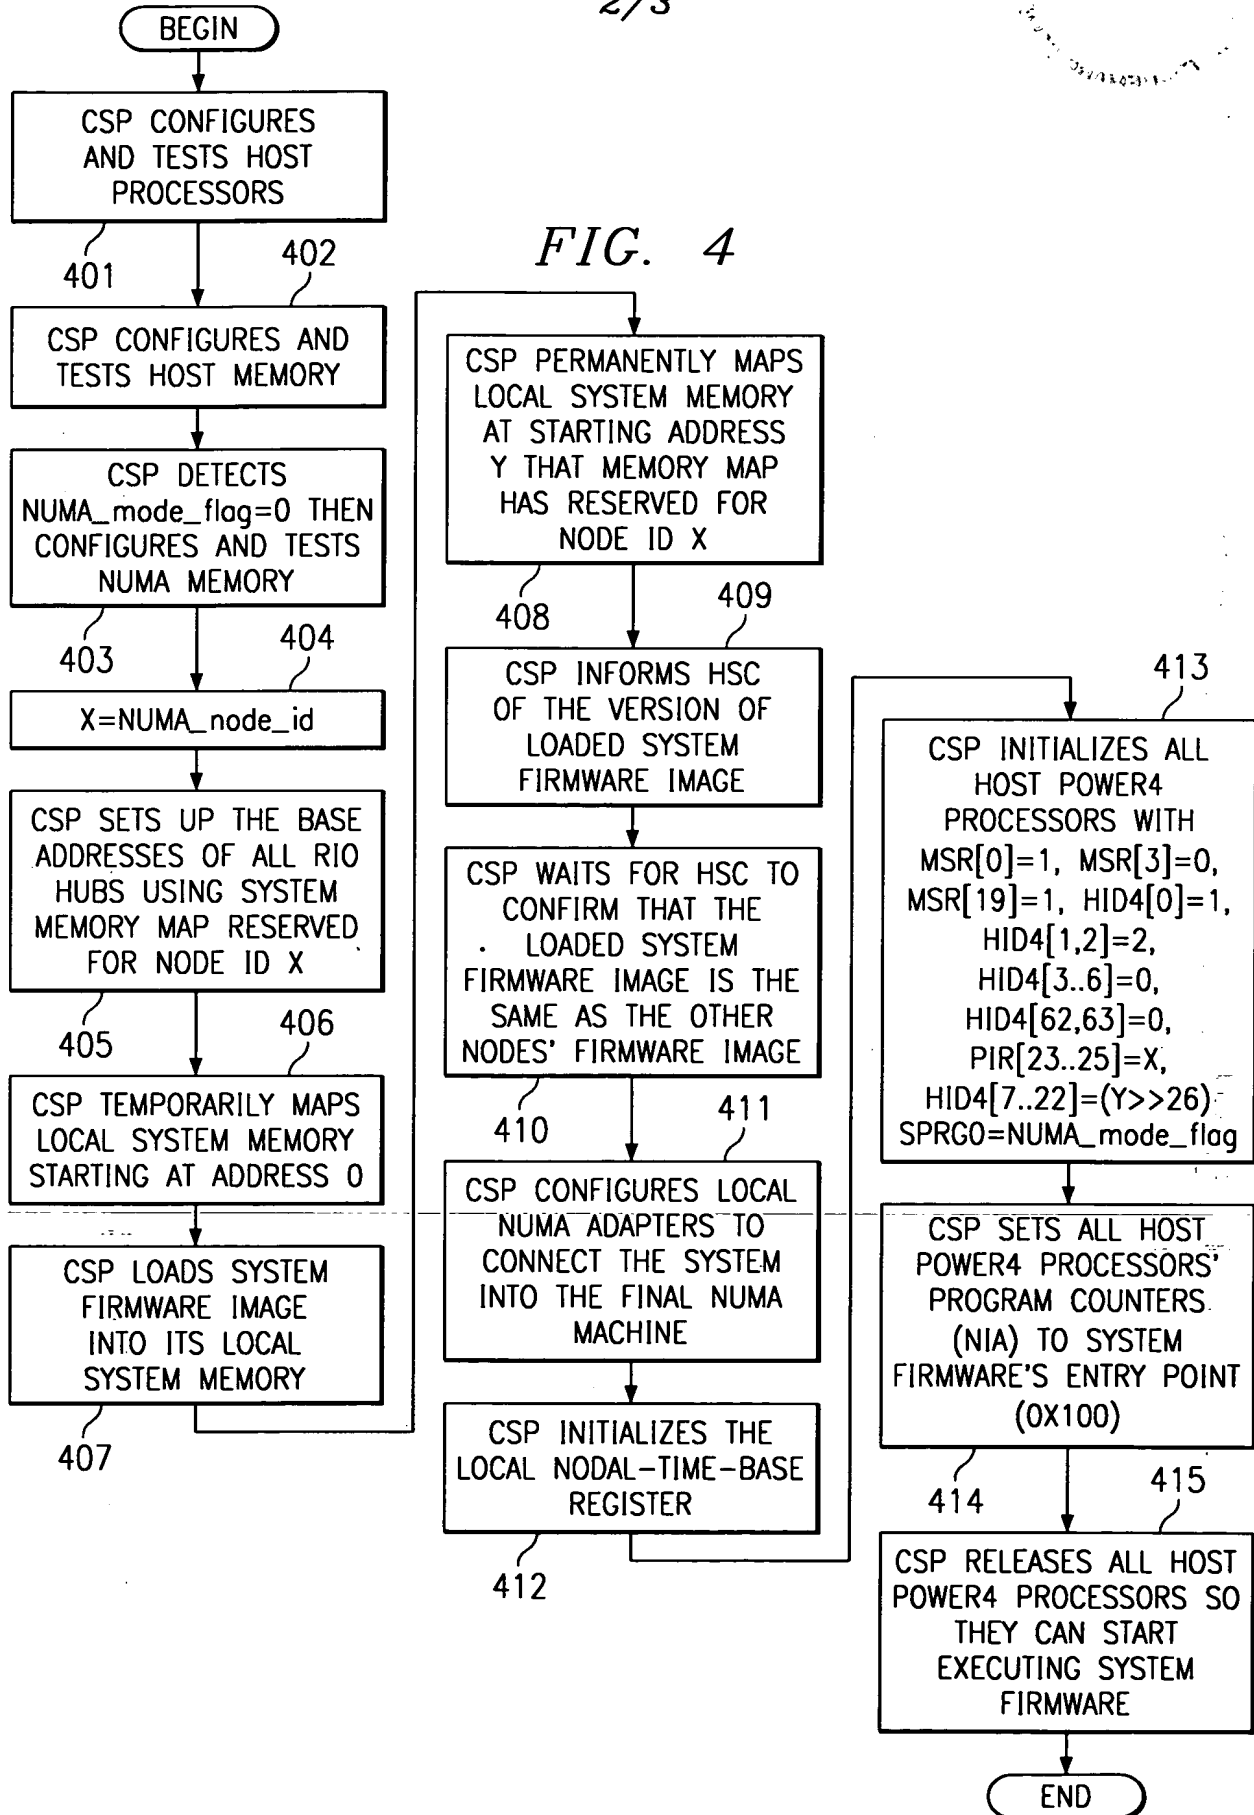 2/3
BEGIN
CSP CONFIGURES
AND TESTS HOST
PROCESSORS
401
402
CSP CONFIGURES AND
TESTS HOST MEMORY
CSP DETECTS
NUMA_mode_flag=0 THEN
CONFIGURES AND TESTS
NUMA MEMORY
403
404
X=NUMA_node_id
CSP SETS UP THE BASE
ADDRESSES OF ALL RIO
HUBS USING SYSTEM
MEMORY MAP RESERVED
FOR NODE ID X
405
406
CSP TEMPORARILY MAPS
LOCAL SYSTEM MEMORY
STARTING AT ADDRESS 0
CSP LOADS SYSTEM
FIRMWARE IMAGE
INTO ITS LOCAL
SYSTEM MEMORY
407
FIG. 4
CSP PERMANENTLY MAPS
LOCAL SYSTEM MEMORY
AT STARTING ADDRESS
Y THAT MEMORY MAP
HAS RESERVED FOR
NODE ID X
408
409
CSP INFORMS HSC
OF THE VERSION OF
LOADED SYSTEM
FIRMWARE IMAGE
CSP WAITS FOR HSC TO
CONFIRM THAT THE
LOADED SYSTEM
FIRMWARE IMAGE IS THE
SAME AS THE OTHER
NODES' FIRMWARE IMAGE
410
411
CSP CONFIGURES LOCAL
NUMA ADAPTERS TO
CONNECT THE SYSTEM
INTO THE FINAL NUMA
MACHINE
CSP INITIALIZES THE
LOCAL NODAL-TIME-BASE
REGISTER
412
413
CSP INITIALIZES ALL
HOST POWER4
PROCESSORS WITH
MSR[0]=1, MSR[3]=0,
MSR[19]=1, HID4[0]=1,
HID4[1,2]=2,
HID4[3..6]=0,
HID4[62,63]=0,
PIR[23..25]=X,
HID4[7..22]=(Y>>26)
SPRG0=NUMA_mode_flag
CSP SETS ALL HOST
POWER4 PROCESSORS'
PROGRAM COUNTERS
(NIA) TO SYSTEM
FIRMWARE'S ENTRY POINT
(0X100)
414
415
CSP RELEASES ALL HOST
POWER4 PROCESSORS SO
THEY CAN START
EXECUTING SYSTEM
FIRMWARE
END